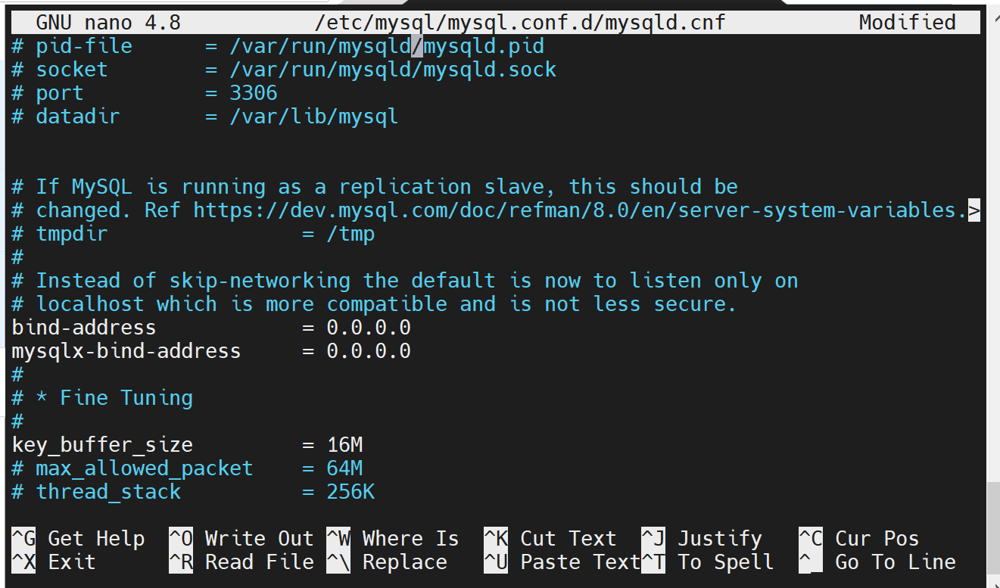 GNU nano 4.8 /etc/mysql/mysql.conf.d/mysqld.cnf Modified
# pid-file = /var/run/mysqld/mysqld.pid
# socket = /var/run/mysqld/mysqld.sock
# port = 3306
# datadir = /var/lib/mysql
# If MySQL is running as a replication slave, this should be
# changed. Ref https://dev.mysql.com/doc/refman/8.0/en/server-system-variables.>
# tmpdir = /tmp
#
# Instead of skip-networking the default is now to listen only on
# localhost which is more compatible and is not less secure.
bind-address = 0.0.0.0
mysqlx-bind-address = 0.0.0.0
#
# * Fine Tuning
#
key_buffer_size = 16M
# max_allowed_packet = 64M
# thread_stack = 256K
^G Get Help ^O Write Out ^W Where Is ^K Cut Text ^J Justify ^C Cur Pos
^X Exit ^R Read File ^\ Replace ^U Paste Text ^T To Spell ^_ Go To Line